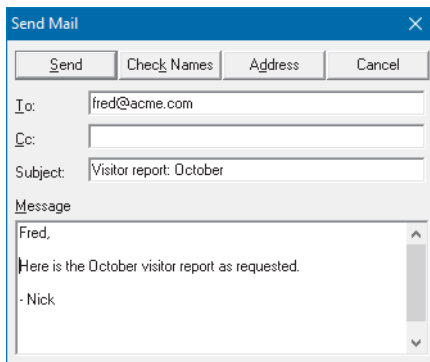 Send Mail
Send Check Names Address Cancel
To: fred@acme.com
Cc:
Subject: Visitor report: October
Message
Fred,
Here is the October visitor report as requested.
- Nick